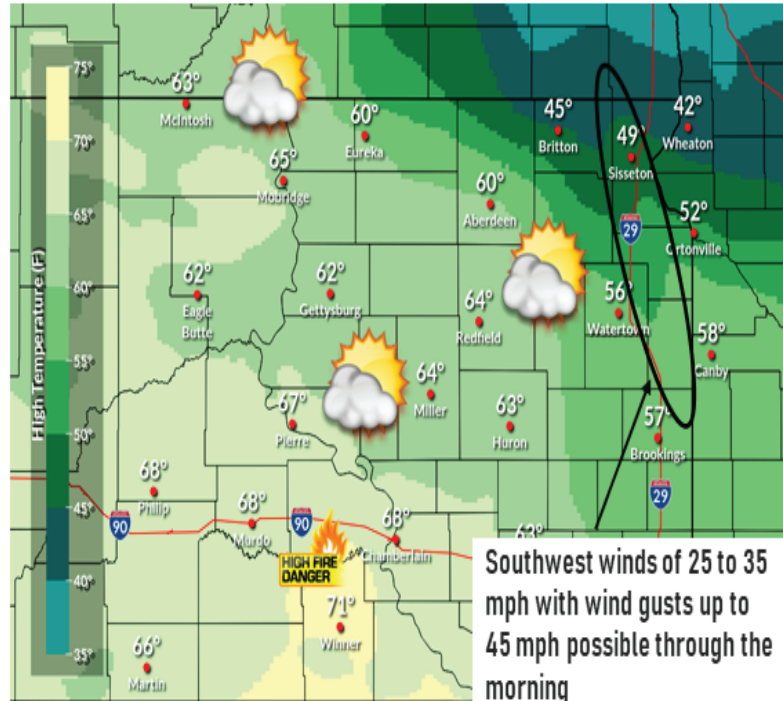 75°
70°
65°
60°
55°
50°
45°
40°
35°
High Temperature (F)
63°
McIntosh
60°
Eureka
45°
Britton
49°
Sisseton
42°
Wheaton
65°
Mobridge
60°
Aberdeen
29
52°
Ortonville
62°
Eagle
Butte
62°
Gettysburg
64°
Redfield
56°
Watertown
58°
Canby
67°
Pierre
64°
Miller
63°
Huron
57°
Brookings
68°
Philip
90
68°
Murdo
90
68°
Chamberlain
29
63°
HIGH FIRE
DANGER
71°
Winner
66°
Martin
Southwest winds of 25 to 35
mph with wind gusts up to
45 mph possible through the
morning